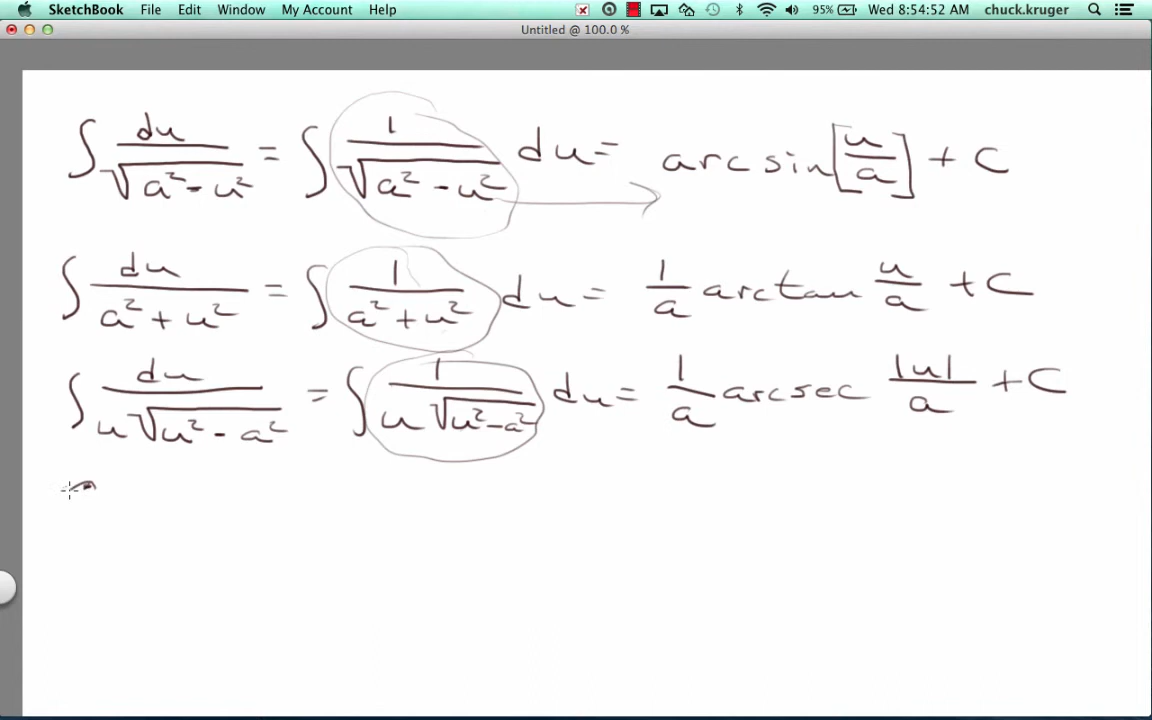 SketchBook File Edit Window My Account Help 95% Wed 8:54:52 AM chuck.kruger
Untitled @ 100.0 %
∫ du/√(a² - u²) = ∫ 1/√(a² - u²) du = arcsin[u/a] + C
∫ du/(a² + u²) = ∫ 1/(a² + u²) du = 1/a arctan u/a + C
∫ du/(u√(u² - a²)) = ∫ 1/(u√(u² - a²)) du = 1/a arcsec |u|/a + C